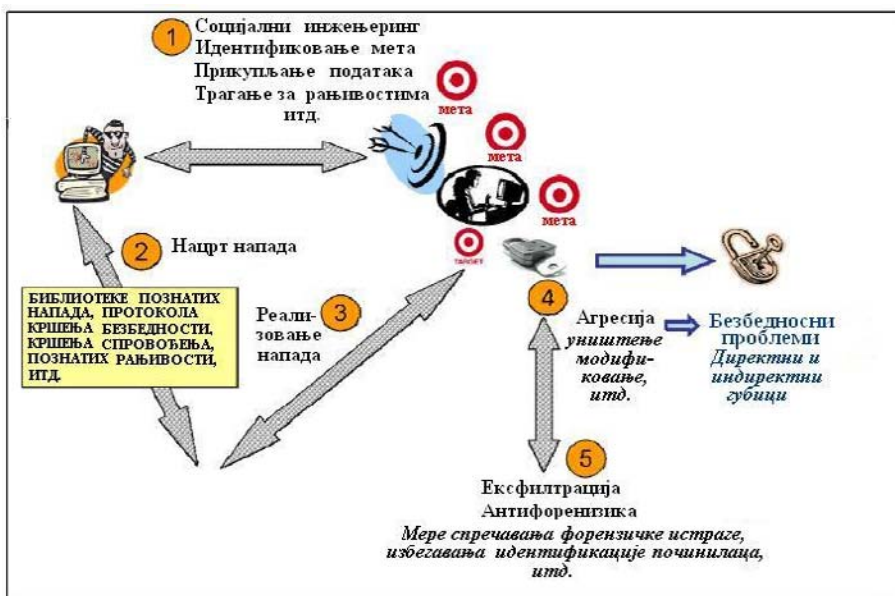 1
Социјални инжењеринг
Идентификовање мета
Прикупљање података
Трагање за рањивостима
итд.
мета
мета
мета
TARGET
2
Нацрт напада
БИБЛИОТЕКЕ ПОЗНАТИХ
НАПАДА, ПРОТОКОЛА
КРШЕЊА БЕЗБЕДНОСТИ,
КРШЕЊА СПРОВОЂЕЊА,
ПОЗНАТИХ РАЊИВОСТИ,
ИТД.
3
Реали-
зовање
напада
4
Агресија
уништење
модифи-
ковање,
итд.
Безбедносни
проблеми
Директни и
индиректни
губици
5
Ексфилтрација
Антифорензика
Мере спречавања форензичке истраге,
избегавања идентификације починилаца,
итд.